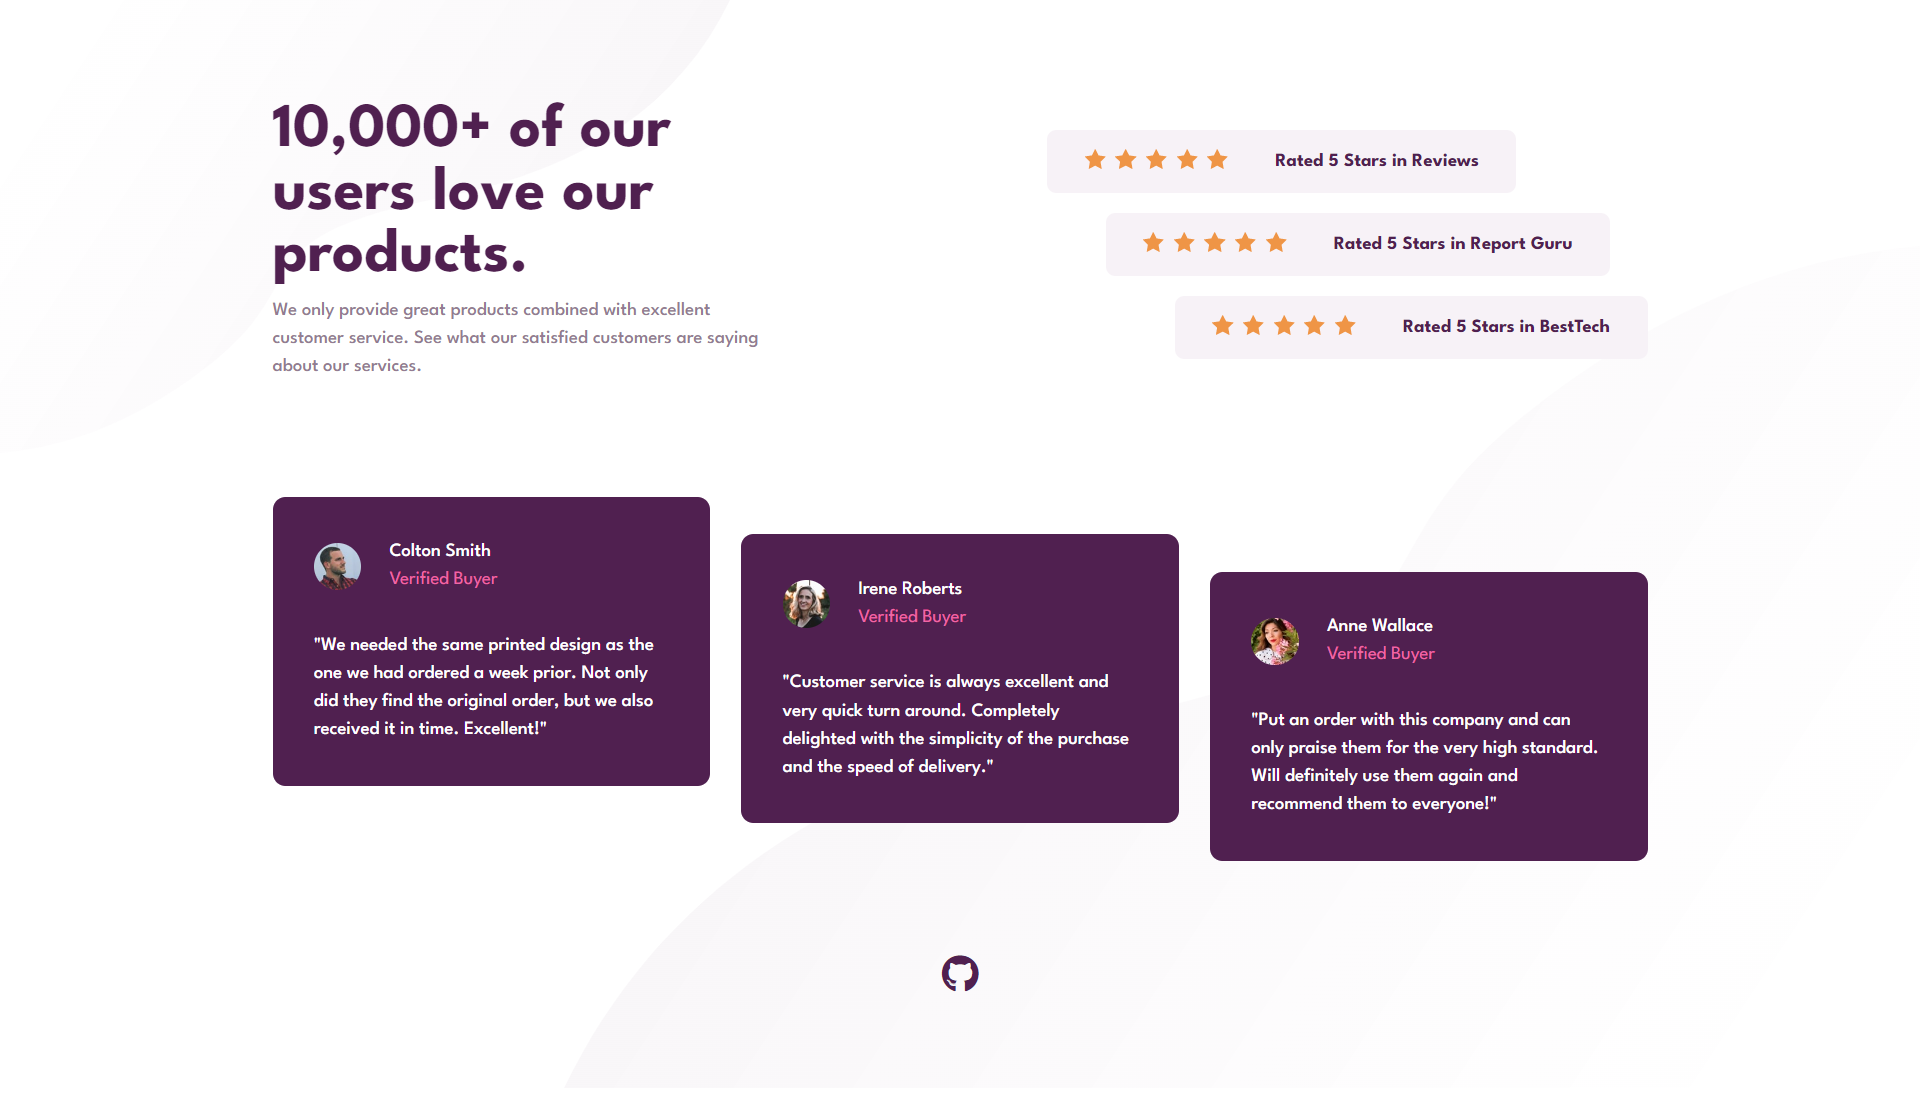 10,000+ of our
users love our
products.
We only provide great products combined with excellent
customer service. See what our satisfied customers are saying
about our services.
Rated 5 Stars in Reviews
Rated 5 Stars in Report Guru
Rated 5 Stars in BestTech
Colton Smith
Verified Buyer
"We needed the same printed design as the
one we had ordered a week prior. Not only
did they find the original order, but we also
received it in time. Excellent!"
Irene Roberts
Verified Buyer
"Customer service is always excellent and
very quick turn around. Completely
delighted with the simplicity of the purchase
and the speed of delivery."
Anne Wallace
Verified Buyer
"Put an order with this company and can
only praise them for the very high standard.
Will definitely use them again and
recommend them to everyone!"